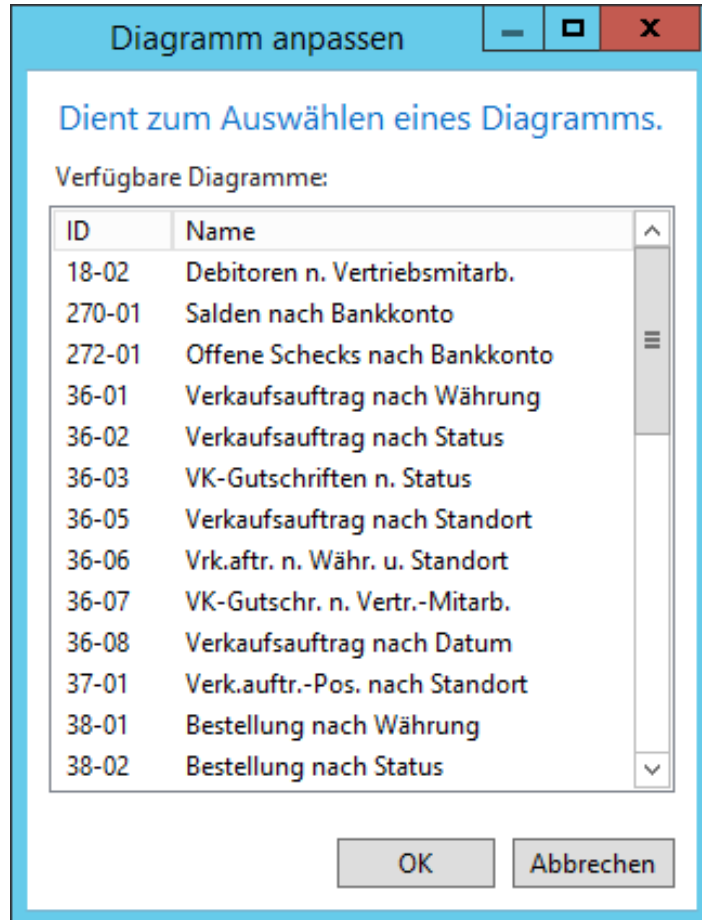 Diagramm anpassen
Dient zum Auswählen eines Diagramms.
Verfügbare Diagramme:
ID Name
18-02 Debitoren n. Vertriebsmitarb.
270-01 Salden nach Bankkonto
272-01 Offene Schecks nach Bankkonto
36-01 Verkaufsauftrag nach Währung
36-02 Verkaufsauftrag nach Status
36-03 VK-Gutschriften n. Status
36-05 Verkaufsauftrag nach Standort
36-06 Vrk.aftr. n. Währ. u. Standort
36-07 VK-Gutschr. n. Vertr.-Mitarb.
36-08 Verkaufsauftrag nach Datum
37-01 Verk.auftr.-Pos. nach Standort
38-01 Bestellung nach Währung
38-02 Bestellung nach Status
OK Abbrechen